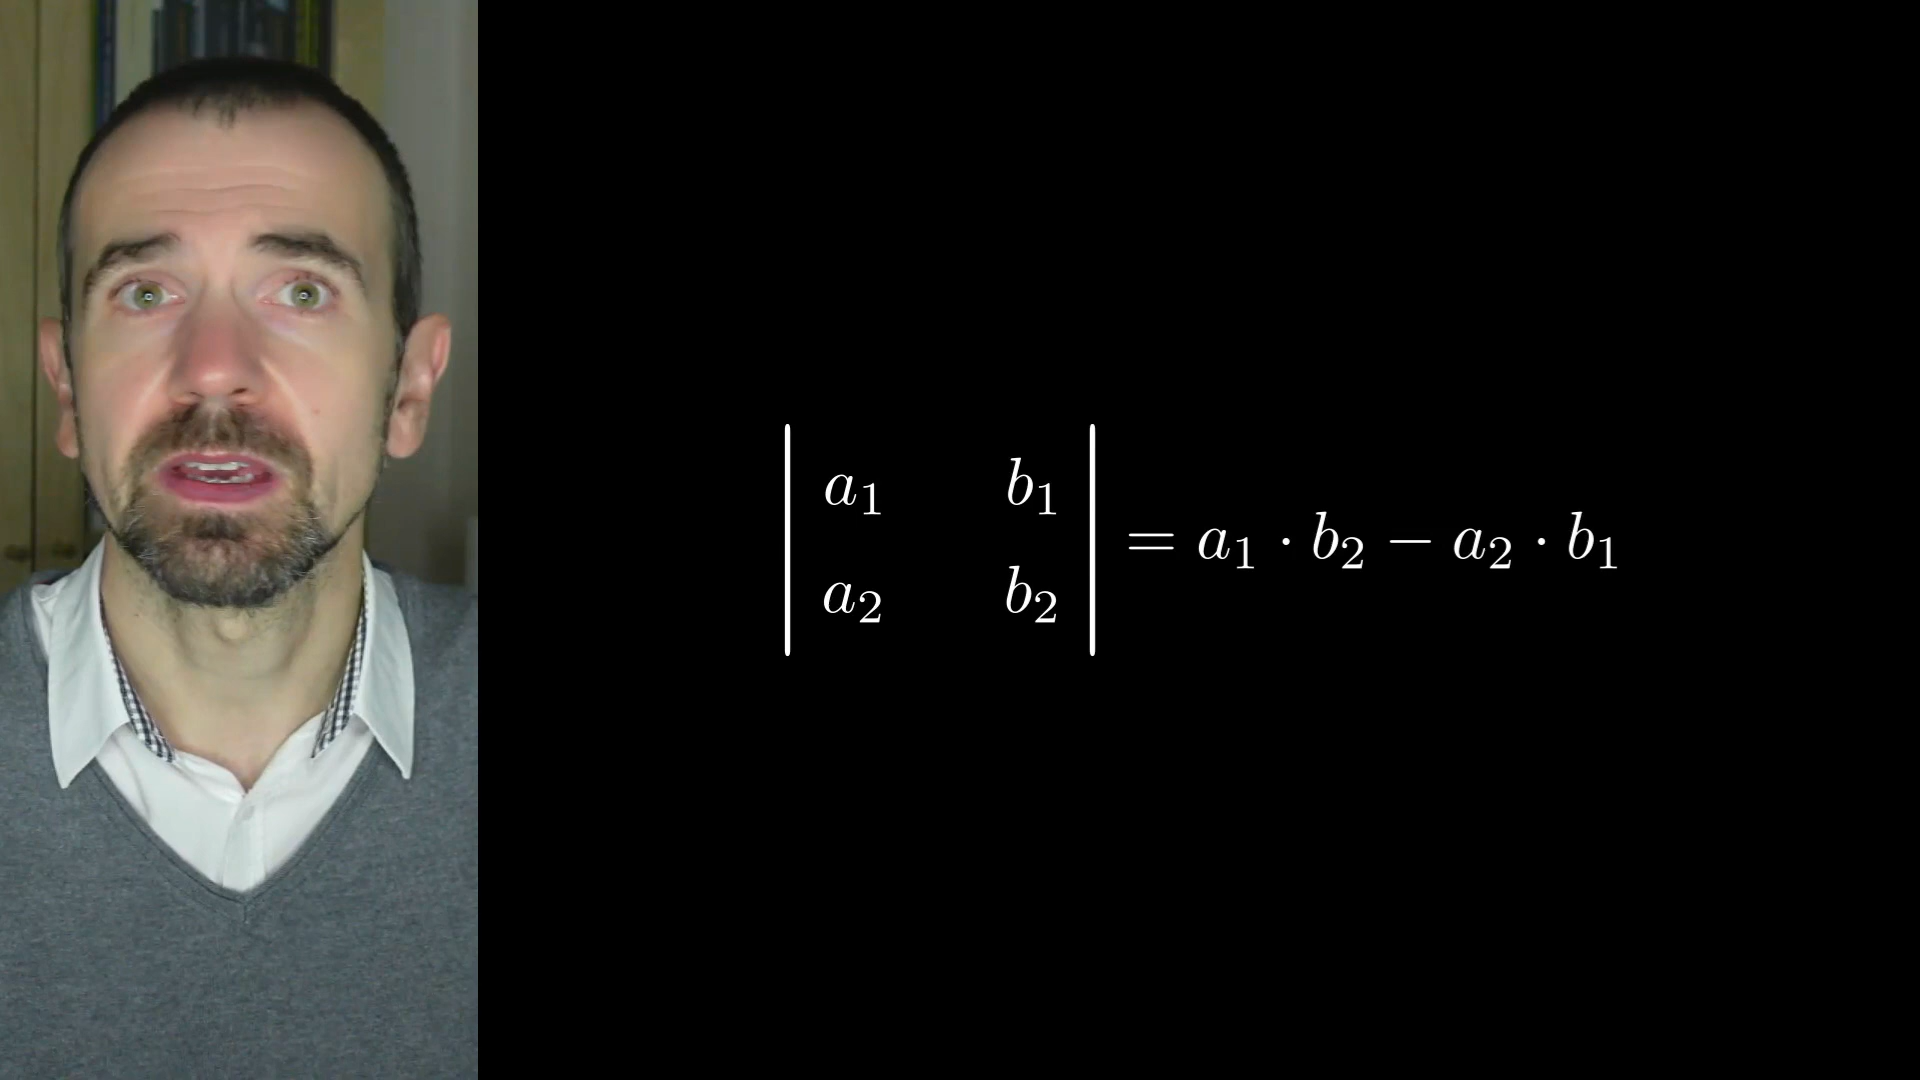 | a₁ b₁ |
| a₂ b₂ | = a₁ · b₂ − a₂ · b₁